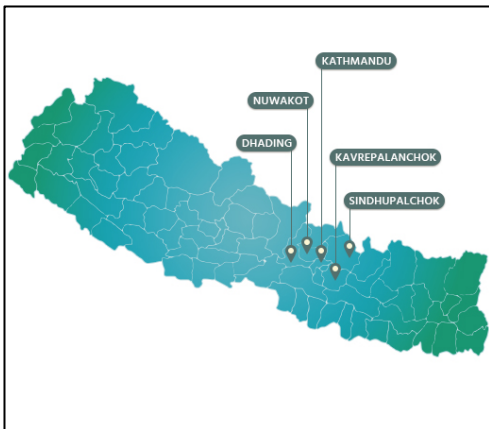 KATHMANDU
NUWAKOT
DHADING
KAVREPALANCHOK
SINDHUPALCHOK